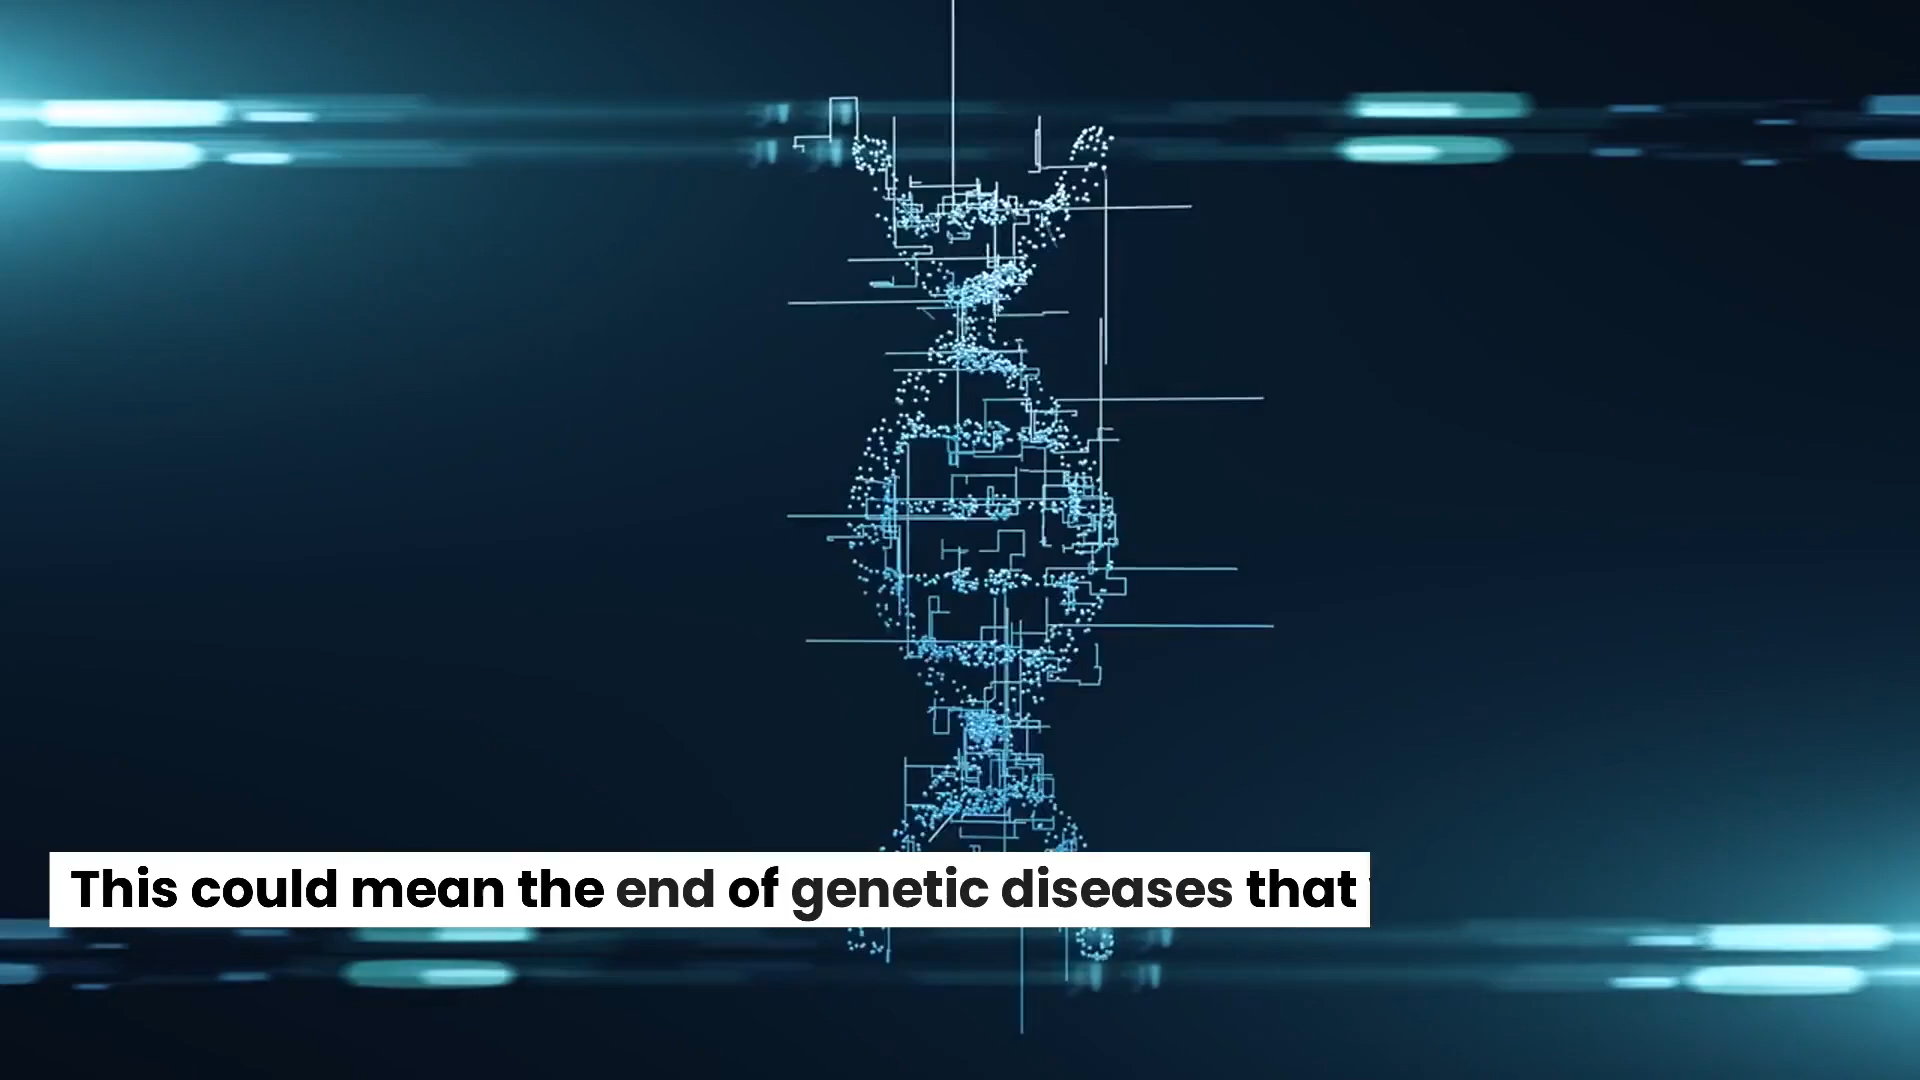 This could mean the end of genetic diseases that